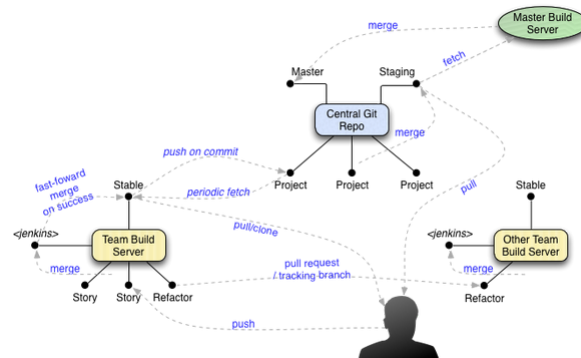 merge
Master Build
Server
fetch
Master
Staging
Central Git
Repo
merge
push on commit
Project
Project
Project
periodic fetch
fast-foward
merge
on success
Stable
pull
Stable
pull/clone
<jenkins>
Team Build
Server
<jenkins>
Other Team
Build Server
merge
pull request
/ tracking branch
merge
Story
Story
Refactor
Refactor
push